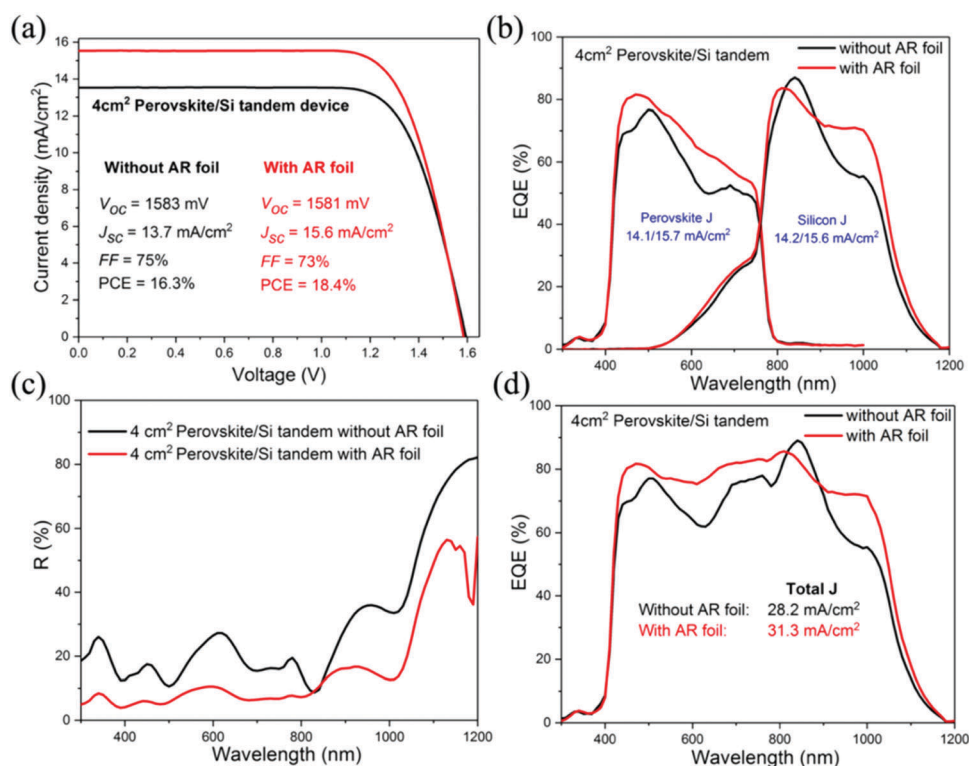 (a)
Current density (mA/cm²)
16
14
12
10
8
6
4
2
0
4cm² Perovskite/Si tandem device
Without AR foil
V_OC = 1583 mV
J_SC = 13.7 mA/cm²
FF = 75%
PCE = 16.3%
With AR foil
V_OC = 1581 mV
J_SC = 15.6 mA/cm²
FF = 73%
PCE = 18.4%
0.0 0.2 0.4 0.6 0.8 1.0 1.2 1.4 1.6
Voltage (V)
(b)
EQE (%)
100
80
60
40
20
0
4cm² Perovskite/Si tandem
without AR foil
with AR foil
Perovskite J
14.1/15.7 mA/cm²
Silicon J
14.2/15.6 mA/cm²
400 600 800 1000 1200
Wavelength (nm)
(c)
R (%)
100
80
60
40
20
0
4 cm² Perovskite/Si tandem without AR foil
4 cm² Perovskite/Si tandem with AR foil
400 600 800 1000 1200
Wavelength (nm)
(d)
EQE (%)
100
80
60
40
20
0
4cm² Perovskite/Si tandem
without AR foil
with AR foil
Total J
Without AR foil: 28.2 mA/cm²
With AR foil: 31.3 mA/cm²
400 600 800 1000 1200
Wavelength (nm)